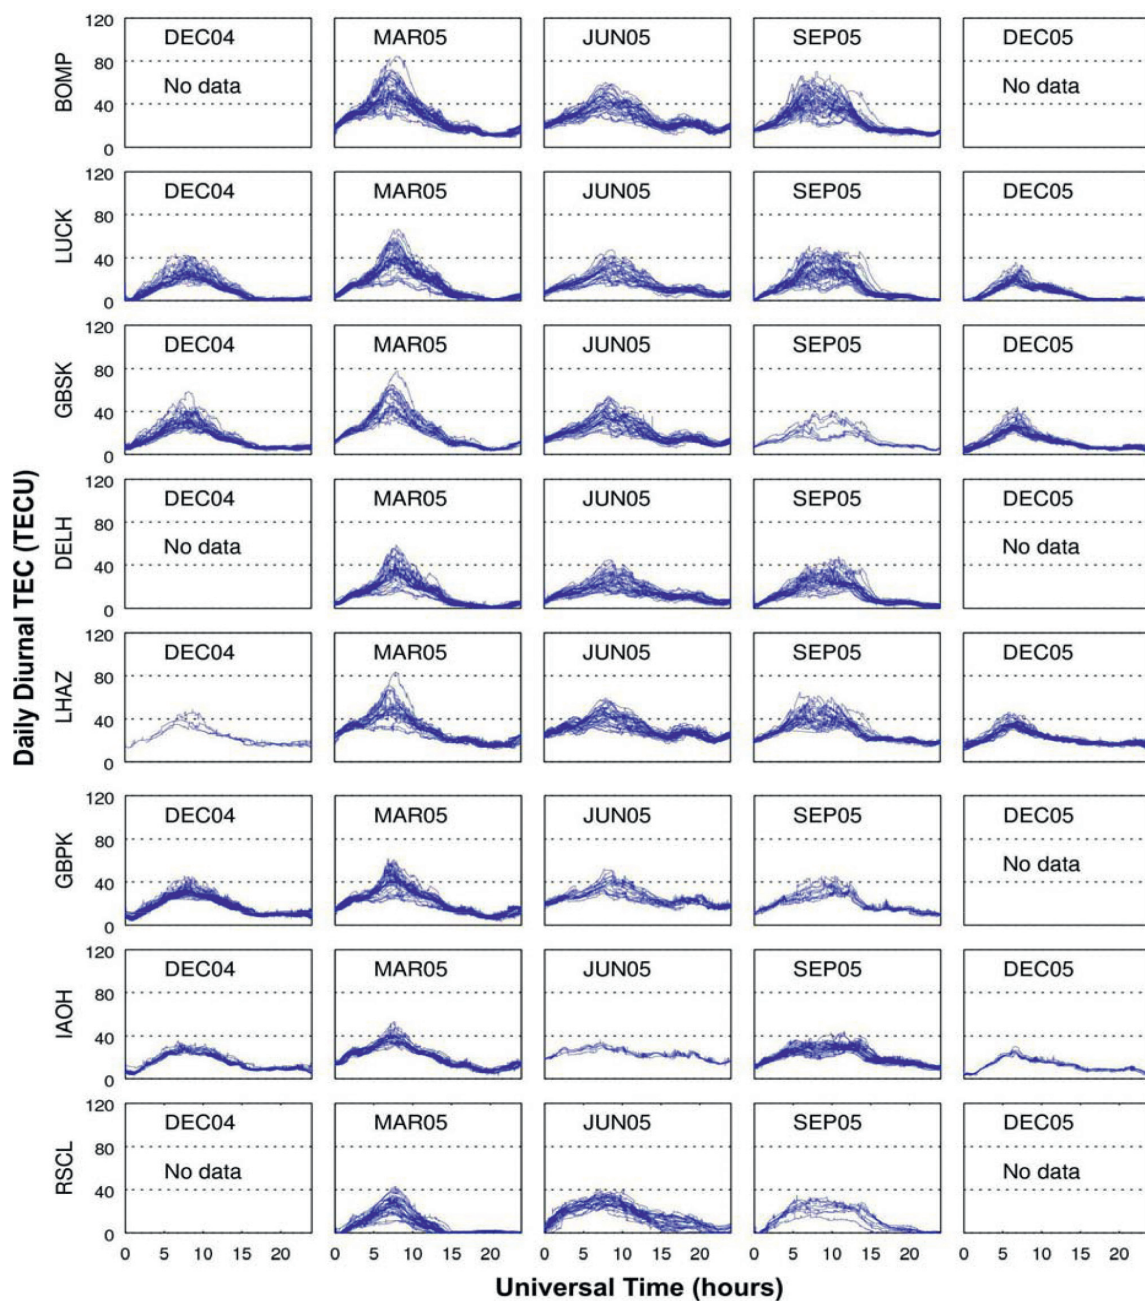 120 DEC04 MAR05 JUN05 SEP05 DEC05
80 No data No data
40
0
BOMP
120 DEC04 MAR05 JUN05 SEP05 DEC05
80
40
0
LUCK
120 DEC04 MAR05 JUN05 SEP05 DEC05
80
40
0
GBSK
120 DEC04 MAR05 JUN05 SEP05 DEC05
80 No data No data
40
0
DELH
120 DEC04 MAR05 JUN05 SEP05 DEC05
80
40
0
LHAZ
120 DEC04 MAR05 JUN05 SEP05 DEC05
80 No data
40
0
GBPK
120 DEC04 MAR05 JUN05 SEP05 DEC05
80
40
0
IAOH
120 DEC04 MAR05 JUN05 SEP05 DEC05
80 No data No data
40
0
RSCL
0 5 10 15 20 0 5 10 15 20 0 5 10 15 20 0 5 10 15 20 0 5 10 15 20
Universal Time (hours)
Daily Diurnal TEC (TECU)